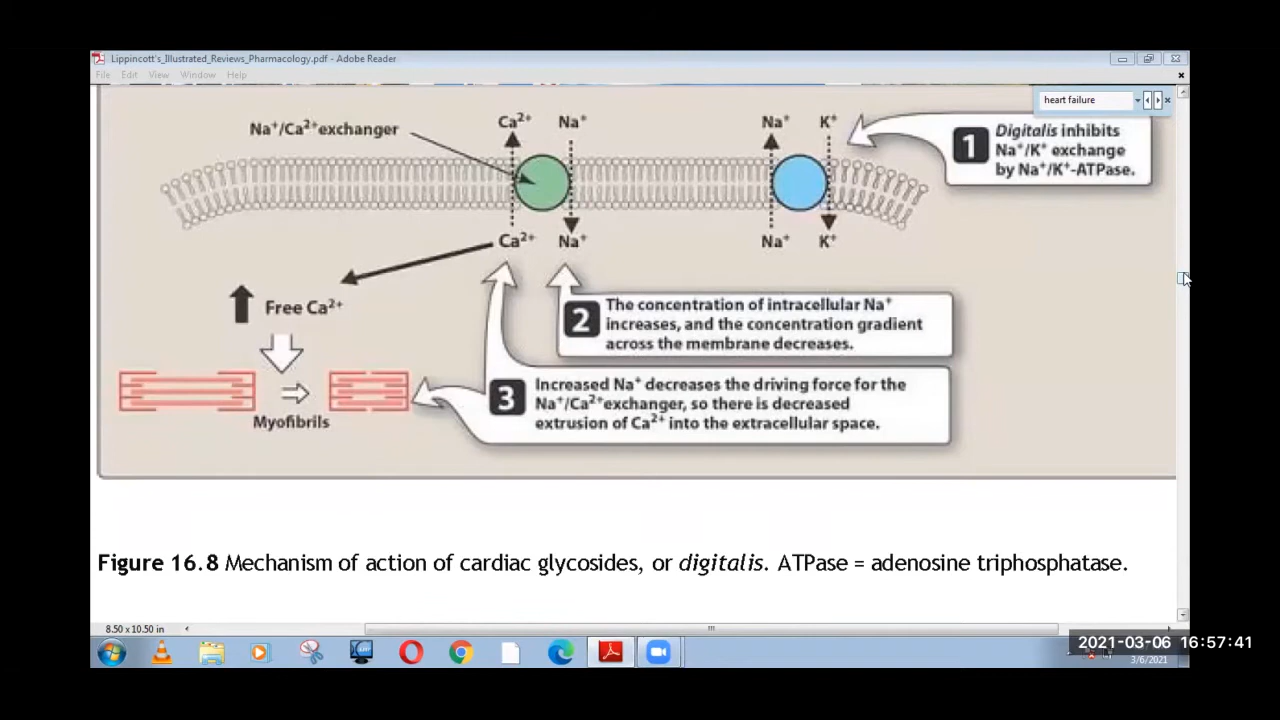 Lippincott's_Illustrated_Reviews_Pharmacology.pdf - Adobe Reader
File Edit View Window Help
heart failure
Na⁺/Ca²⁺exchanger
Ca²⁺ Na⁺
Na⁺ K⁺
1 Digitalis inhibits
Na⁺/K⁺ exchange
by Na⁺/K⁺-ATPase.
Ca²⁺ Na⁺
Na⁺ K⁺
Free Ca²⁺
2 The concentration of intracellular Na⁺
increases, and the concentration gradient
across the membrane decreases.
3 Increased Na⁺ decreases the driving force for the
Na⁺/Ca²⁺exchanger, so there is decreased
extrusion of Ca²⁺ into the extracellular space.
Myofibrils
Figure 16.8 Mechanism of action of cardiac glycosides, or digitalis. ATPase = adenosine triphosphatase.
8.50 x 10.50 in
2021-03-06 16:57:41
3/6/2021